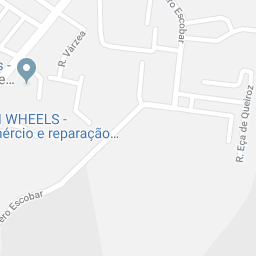 Escobar
R. Várzea
s -
e...
WHEELS -
ércio e reparação...
R. Eça de Queiroz
ero Escobar